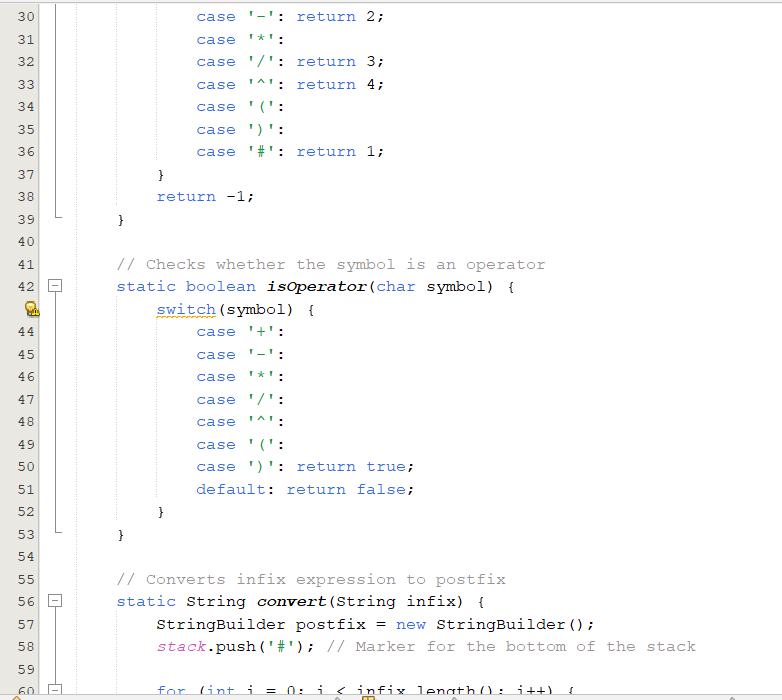 30 case '-': return 2;
31 case '*':
32 case '/': return 3;
33 case '^': return 4;
34 case '(':
35 case ')':
36 case '#': return 1;
37 }
38 return -1;
39 }
40
41 // Checks whether the symbol is an operator
42 static boolean isOperator(char symbol) {
switch(symbol) {
44 case '+':
45 case '-':
46 case '*':
47 case '/':
48 case '^':
49 case '(':
50 case ')': return true;
51 default: return false;
52 }
53 }
54
55 // Converts infix expression to postfix
56 static String convert(String infix) {
57 StringBuilder postfix = new StringBuilder();
58 stack.push('#'); // Marker for the bottom of the stack
59
60 for (int i = 0; i < infix.length(); i++) {